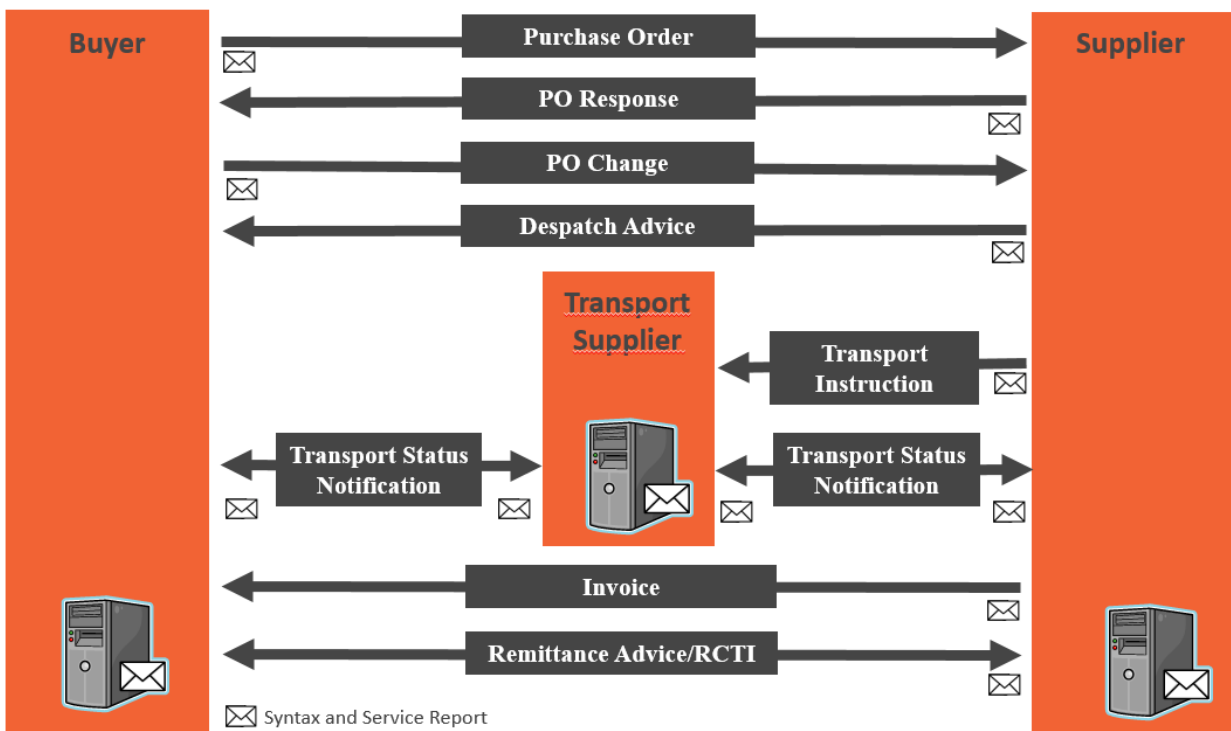 Buyer
Purchase Order
Supplier
PO Response
PO Change
Despatch Advice
Transport
Supplier
Transport
Instruction
Transport Status
Notification
Transport Status
Notification
Invoice
Remittance Advice/RCTI
Syntax and Service Report